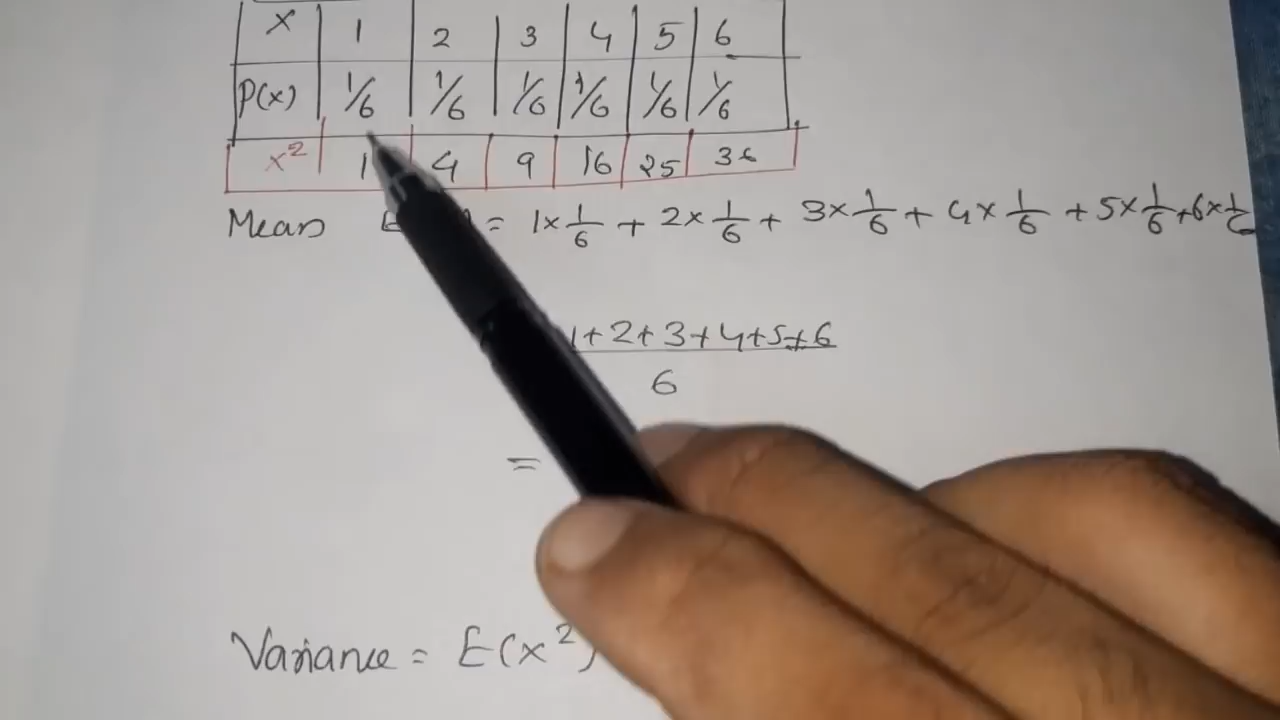 x 1 2 3 4 5 6
P(x) 1/6 1/6 1/6 1/6 1/6 1/6
x² 1 4 9 16 25 36
Mean = 1×1/6 + 2×1/6 + 3×1/6 + 4×1/6 + 5×1/6 + 6×1/6
1+2+3+4+5+6
6
=
Variance = E(x²)